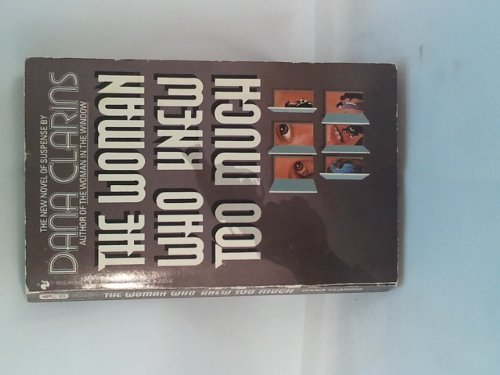 THE NEW NOVEL OF SUSPENSE BY
DANA CLARINS
AUTHOR OF THE WOMAN IN THE WINDOW
THE WOMAN
WHO KNEW
TOO MUCH
THE WOMAN WHO KNEW TOO MUCH DANA CLARINS